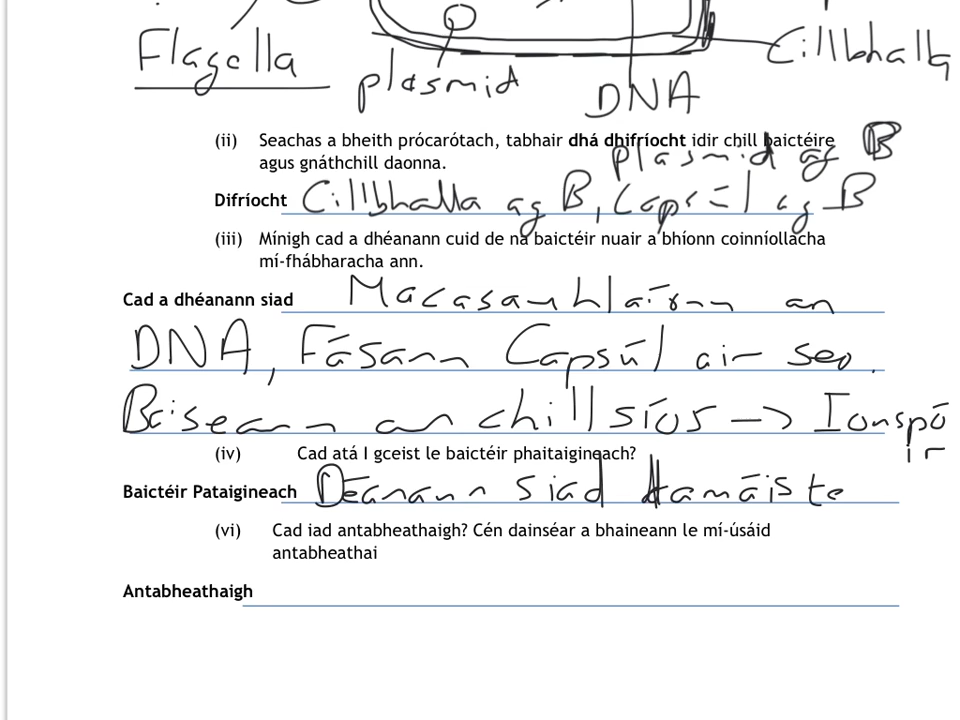 Flagella
plasmid
DNA
Cillbhalla
(ii) Seachas a bheith prócarótach, tabhair dhá dhifríocht idir chill baictéire
agus gnáthchill daonna.
plasmid ag B
Difríocht Cillbhalla ag B, Capsúl ag B
(iii) Mínigh cad a dhéanann cuid de na baictéir nuair a bhíonn coinníollacha
mí-fhábharacha ann.
Cad a dhéanann siad an
DNA, Fásann Capsúl air seo.
Briseann an chill síos -> Ionspó
ir
(iv) Cad atá I gceist le baictéir phaitaigineach?
Baictéir Pataigineach Déanann siad damáiste
(vi) Cad iad antabheathaigh? Cén dainséar a bhaineann le mí-úsáid
antabheathai
Antabheathaigh